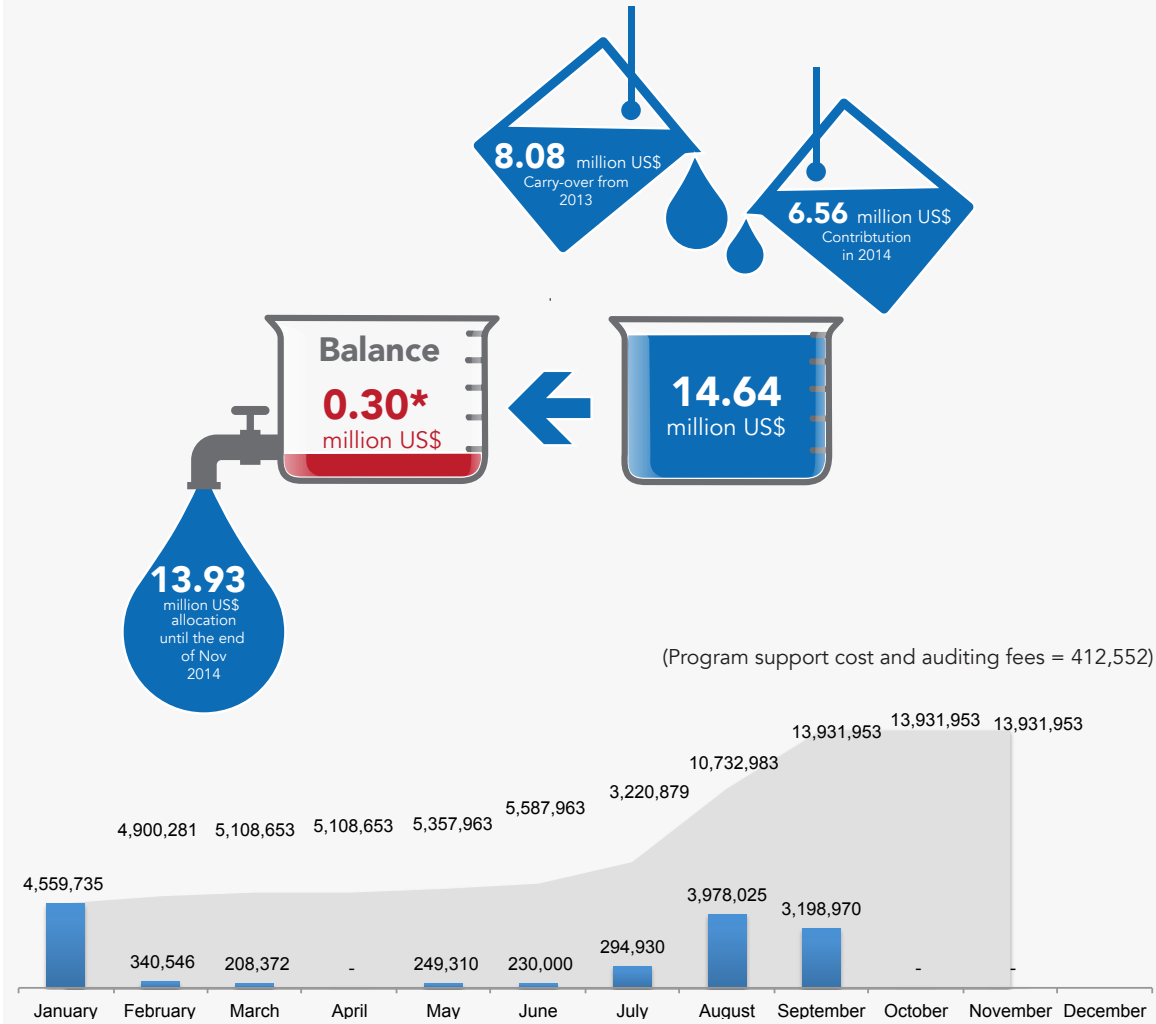 8.08 million US$
Carry-over from
2013
6.56 million US$
Contribtution
in 2014
Balance
0.30*
million US$
14.64
million US$
13.93
million US$
allocation
until the end
of Nov
2014
(Program support cost and auditing fees = 412,552)
13,931,953 13,931,953 13,931,953
10,732,983
3,220,879
5,587,963
4,900,281 5,108,653 5,108,653 5,357,963
4,559,735
3,978,025
3,198,970
294,930
340,546 208,372 - 249,310 230,000 - -
January February March April May June July August September October November December